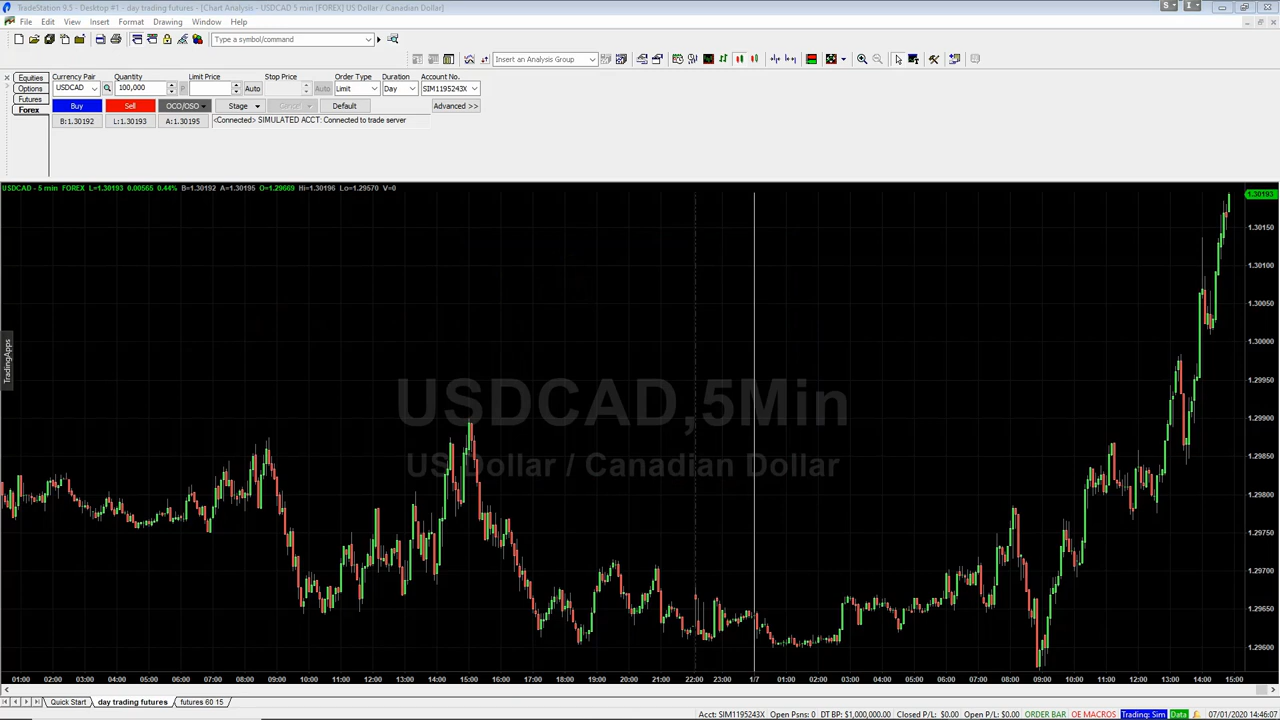 TradeStation 9.5 - Desktop #1 - day trading futures - [Chart Analysis - USDCAD 5 min [FOREX] US Dollar / Canadian Dollar]
File Edit View Insert Format Drawing Window Help
Type a symbol/command
Insert an Analysis Group
Equities
Options
Futures
Forex
Currency Pair Quantity Limit Price Stop Price Order Type Duration Account No.
USDCAD 100,000 Auto Auto Limit Day SIM1195243X
Buy Sell OCO/OSO Stage Cancel Default Advanced >>
B:1.30192 L:1.30193 A:1.30195 <Connected> SIMULATED ACCT: Connected to trade server
USDCAD - 5 min FOREX L=1.30193 0.00565 0.44% B=1.30192 A=1.30195 O=1.29669 Hi=1.30196 Lo=1.29570 V=0
1.30193
1.30150
1.30100
1.30050
1.30000
1.29950
1.29900
1.29850
1.29800
1.29750
1.29700
1.29650
1.29600
TradingApps
USDCAD,5Min
US Dollar / Canadian Dollar
01:00 02:00 03:00 04:00 05:00 06:00 07:00 08:00 09:00 10:00 11:00 12:00 13:00 14:00 15:00 16:00 17:00 18:00 19:00 20:00 21:00 22:00 23:00 1/7 01:00 02:00 03:00 04:00 05:00 06:00 07:00 08:00 09:00 10:00 11:00 12:00 13:00 14:00 15:00
Quick Start day trading futures futures 60 15
Acct: SIM1195243X Open Psns: 0 DT BP: $1,000,000.00 Closed P/L: $0.00 Open P/L: $0.00 ORDER BAR OE MACROS Trading: Sim Data 07/01/2020 14:46:07